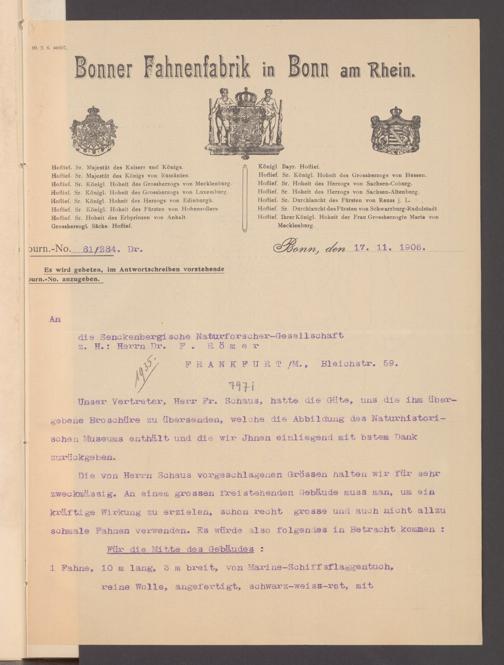 Bonner Fahnenfabrik in Bonn am Rhein.
Hoflief. Sr. Majestät des Kaisers und Königs.
Hoflief. Sr. Majestät des Königs von Rumänien
Hoflief. Sr. Königl. Hoheit des Grossherzogs von Mecklenburg.
Hoflief. Sr. Königl. Hoheit des Grossherzogs von Luxemburg.
Hoflief. Sr. Königl. Hoheit des Herzogs von Edinburgh.
Hoflief. Sr. Königl. Hoheit des Fürsten von Hohenzollern
Hoflief. Sr. Hoheit des Erbprinzen von Anhalt
Grossherzogl. Sächs. Hoflief.
Königl Bayr. Hoflief.
Hoflief. Sr. Königl. Hoheit des Grossherzogs von Hessen.
Hoflief. Sr. Hoheit des Herzogs von Sachsen-Coburg.
Hoflief. Sr. Hoheit des Herzogs von Sachsen-Altenburg.
Hoflief. Sr. Durchlaucht des Fürsten von Reuss j. L.
Hoflief. Sr. Durchlaucht des Fürsten von Schwarzburg-Rudolstadt
Hoflief. Ihrer Königl. Hoheit der Frau Grossherzogin Maria von
Mecklenburg.
ourn.-No. 81/284. Dr.
Bonn, den 17. 11. 1906.
Es wird gebeten, im Antwortschreiben vorstehende
ourn.-No. anzugeben.
An
die Senckenbergische Naturforscher-Gesellschaft
z. H.: Herrn Dr. F. Römer
FRANKFURT /M., Bleichstr. 59.
1935.
7971
Unser Vertreter, Herr Fr. Schaus, hatte die Güte, uns die ihm über-
gebene Broschüre zu übersenden, welche die Abbildung des Naturhistori-
schen Museums enthält und die wir Jhnen einliegend mit bstem Dank
zurückgeben.
Die von Herrn Schaus vorgeschlagenen Grössen halten wir für sehr
zweckmässig. An einem grossen freistehenden Gebäude muss man, um ein
kräftige Wirkung zu erzielen, schon recht grosse und auch nicht allzu
schmale Fahnen verwenden. Es würde also folgendes in Betracht kommen :
Für die Mitte des Gebäudes :
1 Fahne, 10 m lang, 3 m breit, von Marine-Schiffsflaggentuch,
reine Wolle, angefertigt, schwarz-weiss-rot, mit